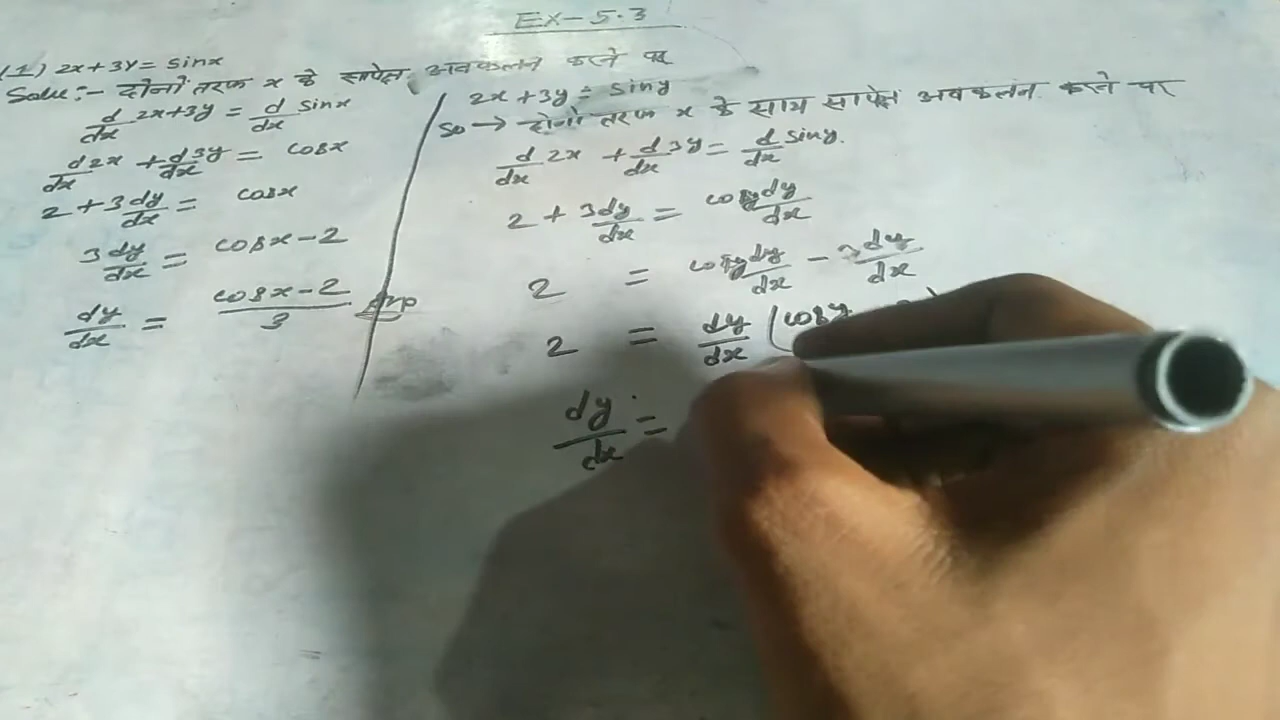 EX-5.3
(1) 2x+3y = sinx
Solu:- दोनों तरफ x के सापेक्ष अवकलन करने पर
d/dx 2x+3y = d/dx sinx
d/dx 2x + d/dx 3y = cosx
2 + 3 dy/dx = cosx
3 dy/dx = cosx-2
dy/dx = cosx-2/3
2x+3y = siny
So → दोनों तरफ x के साथ सापेक्ष अवकलन करने पर
d/dx 2x + d/dx 3y = d/dx siny.
2 + 3 dy/dx = cosy dy/dx
2 = cosy dy/dx - 3 dy/dx
2 = dy/dx (cosy
dy/dx =